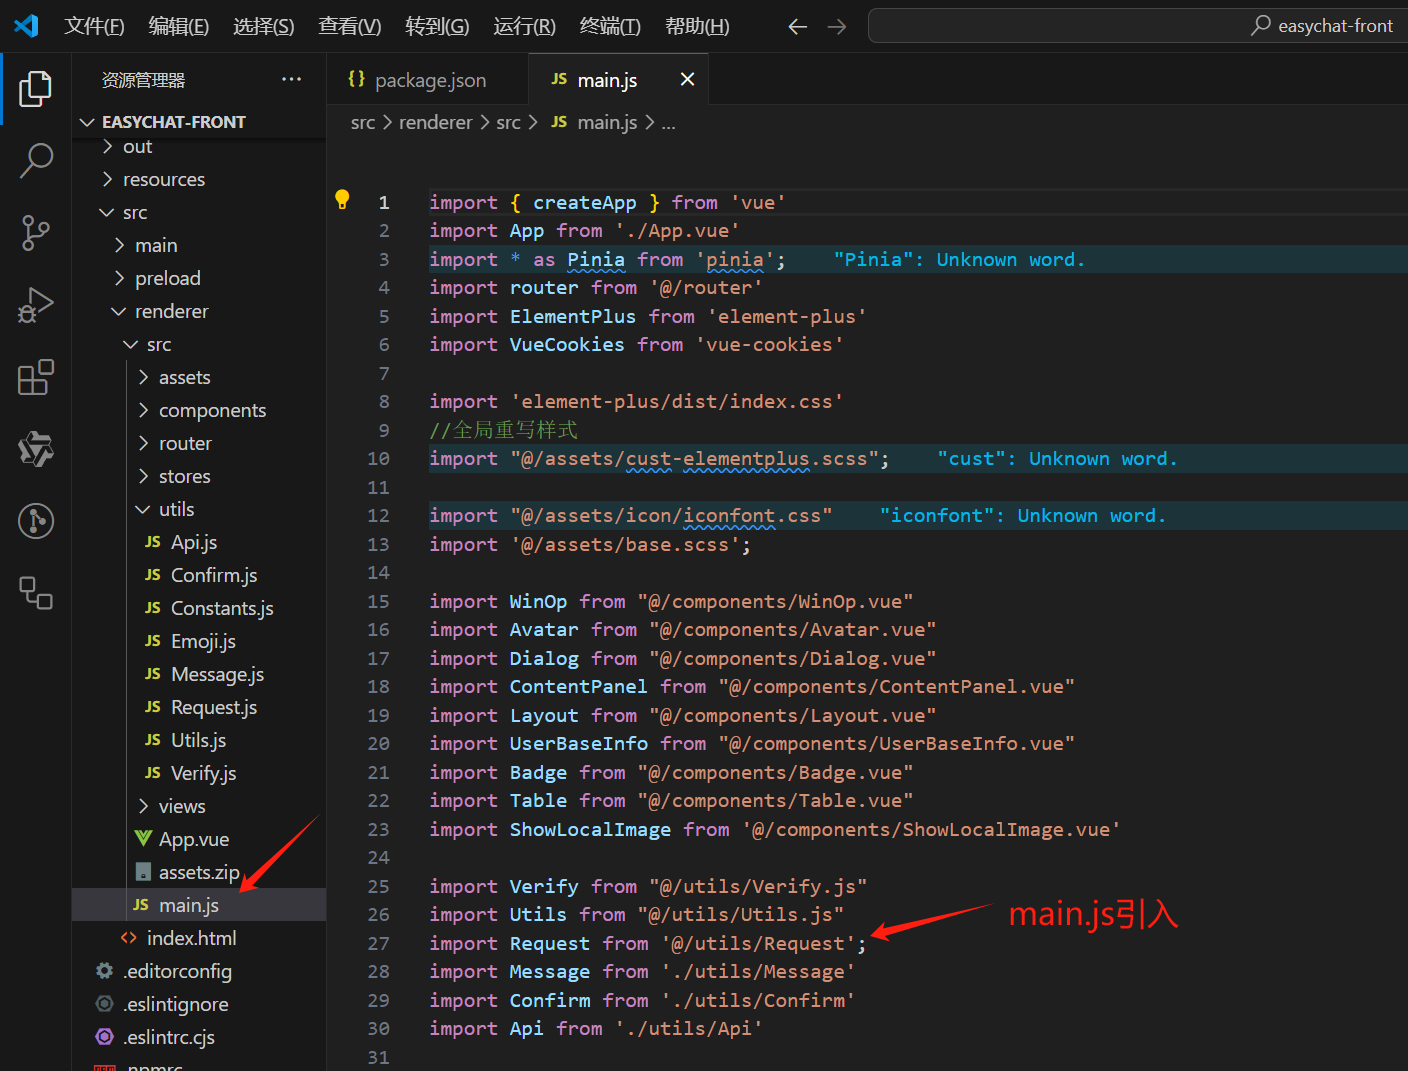 文件(F) 编辑(E) 选择(S) 查看(V) 转到(G) 运行(R) 终端(T) 帮助(H) easychat-front
资源管理器 ... {} package.json JS main.js
EASYCHAT-FRONT
src > renderer > src > JS main.js > ...
out
resources
src
main
preload
renderer
src
assets
components
router
stores
utils
JS Api.js
JS Confirm.js
JS Constants.js
JS Emoji.js
JS Message.js
JS Request.js
JS Utils.js
JS Verify.js
views
App.vue
assets.zip
JS main.js
<> index.html
.editorconfig
.eslintignore
.eslintrc.cjs
.npmrc
1 import { createApp } from 'vue'
2 import App from './App.vue'
3 import * as Pinia from 'pinia'; "Pinia": Unknown word.
4 import router from '@/router'
5 import ElementPlus from 'element-plus'
6 import VueCookies from 'vue-cookies'
7
8 import 'element-plus/dist/index.css'
9 //全局重写样式
10 import "@/assets/cust-elementplus.scss"; "cust": Unknown word.
11
12 import "@/assets/icon/iconfont.css" "iconfont": Unknown word.
13 import '@/assets/base.scss';
14
15 import WinOp from "@/components/WinOp.vue"
16 import Avatar from "@/components/Avatar.vue"
17 import Dialog from "@/components/Dialog.vue"
18 import ContentPanel from "@/components/ContentPanel.vue"
19 import Layout from "@/components/Layout.vue"
20 import UserBaseInfo from "@/components/UserBaseInfo.vue"
21 import Badge from "@/components/Badge.vue"
22 import Table from "@/components/Table.vue"
23 import ShowLocalImage from '@/components/ShowLocalImage.vue'
24
25 import Verify from "@/utils/Verify.js"
26 import Utils from "@/utils/Utils.js"
27 import Request from '@/utils/Request';
28 import Message from './utils/Message'
29 import Confirm from './utils/Confirm'
30 import Api from './utils/Api'
31
main.js引入